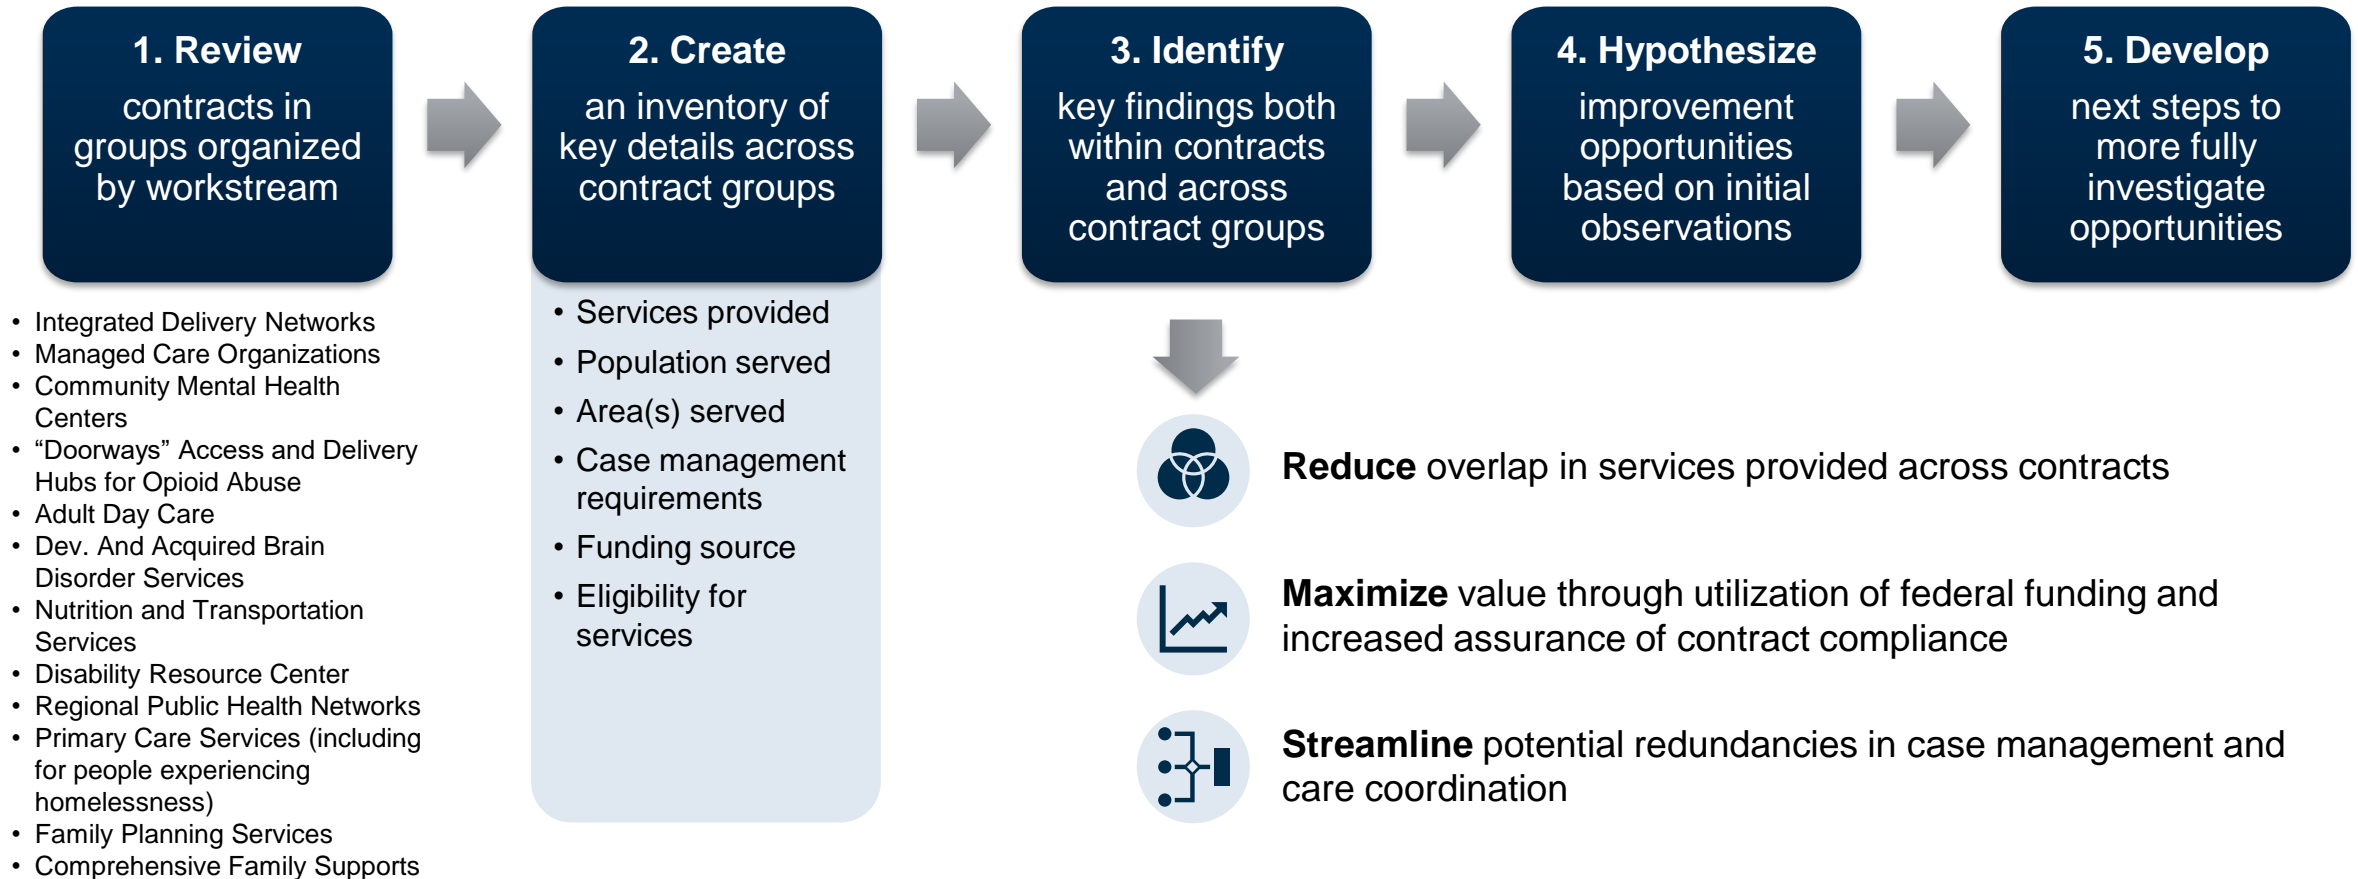 1. Review
contracts in
groups organized
by workstream
2. Create
an inventory of
key details across
contract groups
3. Identify
key findings both
within contracts
and across
contract groups
4. Hypothesize
improvement
opportunities
based on initial
observations
5. Develop
next steps to
more fully
investigate
opportunities
• Integrated Delivery Networks
• Managed Care Organizations
• Community Mental Health
Centers
• “Doorways” Access and Delivery
Hubs for Opioid Abuse
• Adult Day Care
• Dev. And Acquired Brain
Disorder Services
• Nutrition and Transportation
Services
• Disability Resource Center
• Regional Public Health Networks
• Primary Care Services (including
for people experiencing
homelessness)
• Family Planning Services
• Comprehensive Family Supports
• Services provided
• Population served
• Area(s) served
• Case management
requirements
• Funding source
• Eligibility for
services
Reduce overlap in services provided across contracts
Maximize value through utilization of federal funding and
increased assurance of contract compliance
Streamline potential redundancies in case management and
care coordination